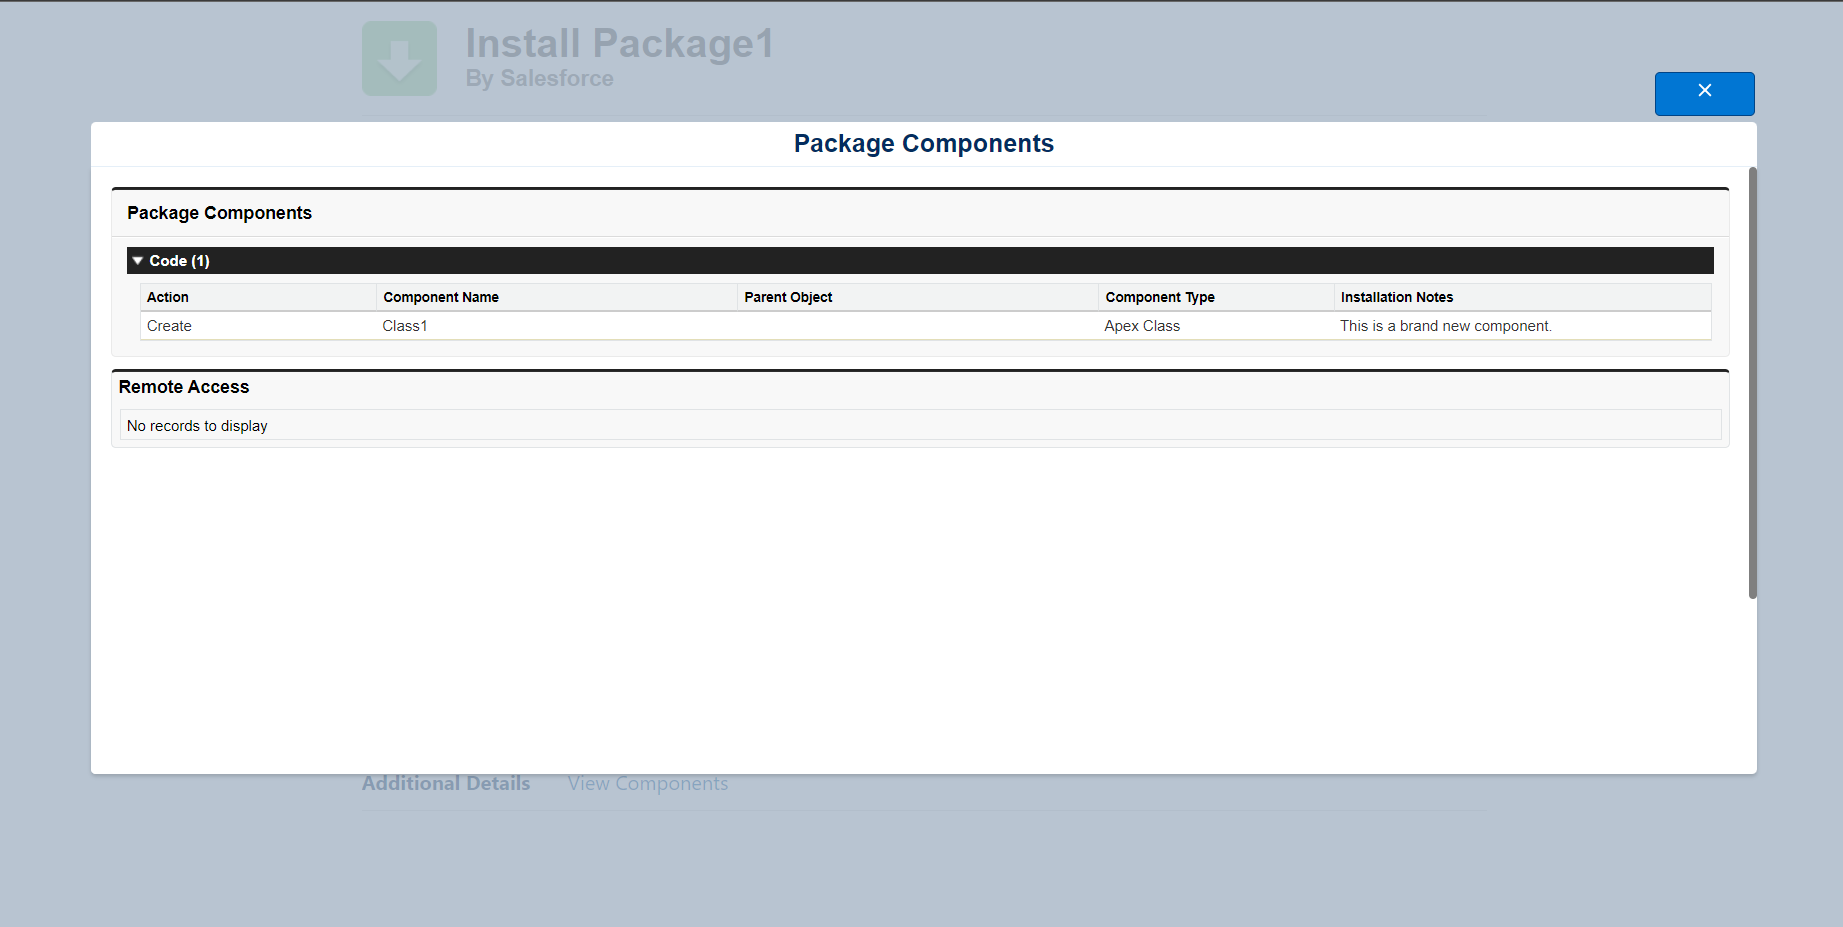 Install Package1
By Salesforce
Package Components
Package Components
Code (1)
Action Component Name Parent Object Component Type Installation Notes
Create Class1 Apex Class This is a brand new component.
Remote Access
No records to display
Additional Details View Components